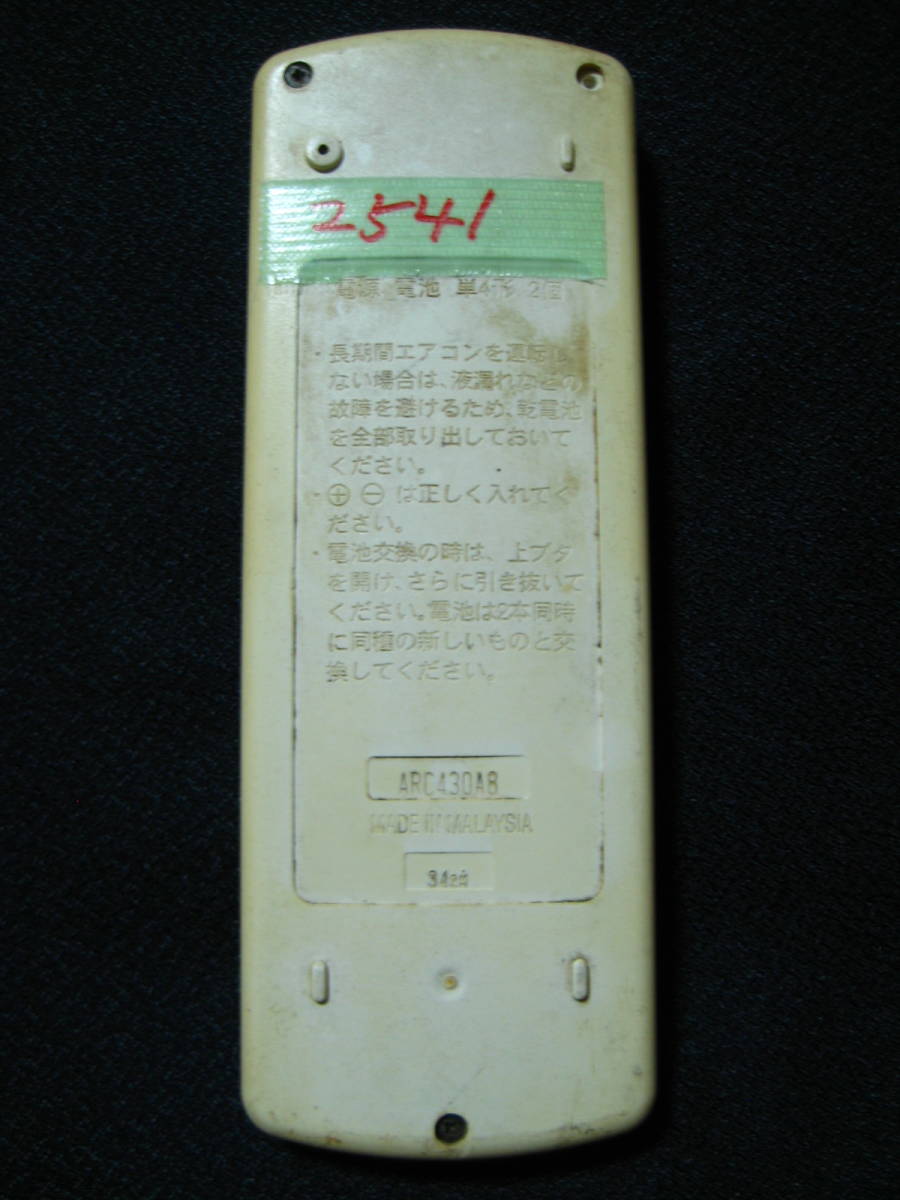 2541
電源 電池 単4形 2個
・長期間エアコンを運転し
ない場合は、液漏れなどの
故障を避けるため、乾電池
を全部取り出しておいて
ください。
・⊕ ⊖ は正しく入れてく
ださい。
・電池交換の時は、上ブタ
を開け、さらに引き抜いて
ください。電池は2本同時
に同種の新しいものと交
換してください。
ARC430A8
MADE IN MALAYSIA